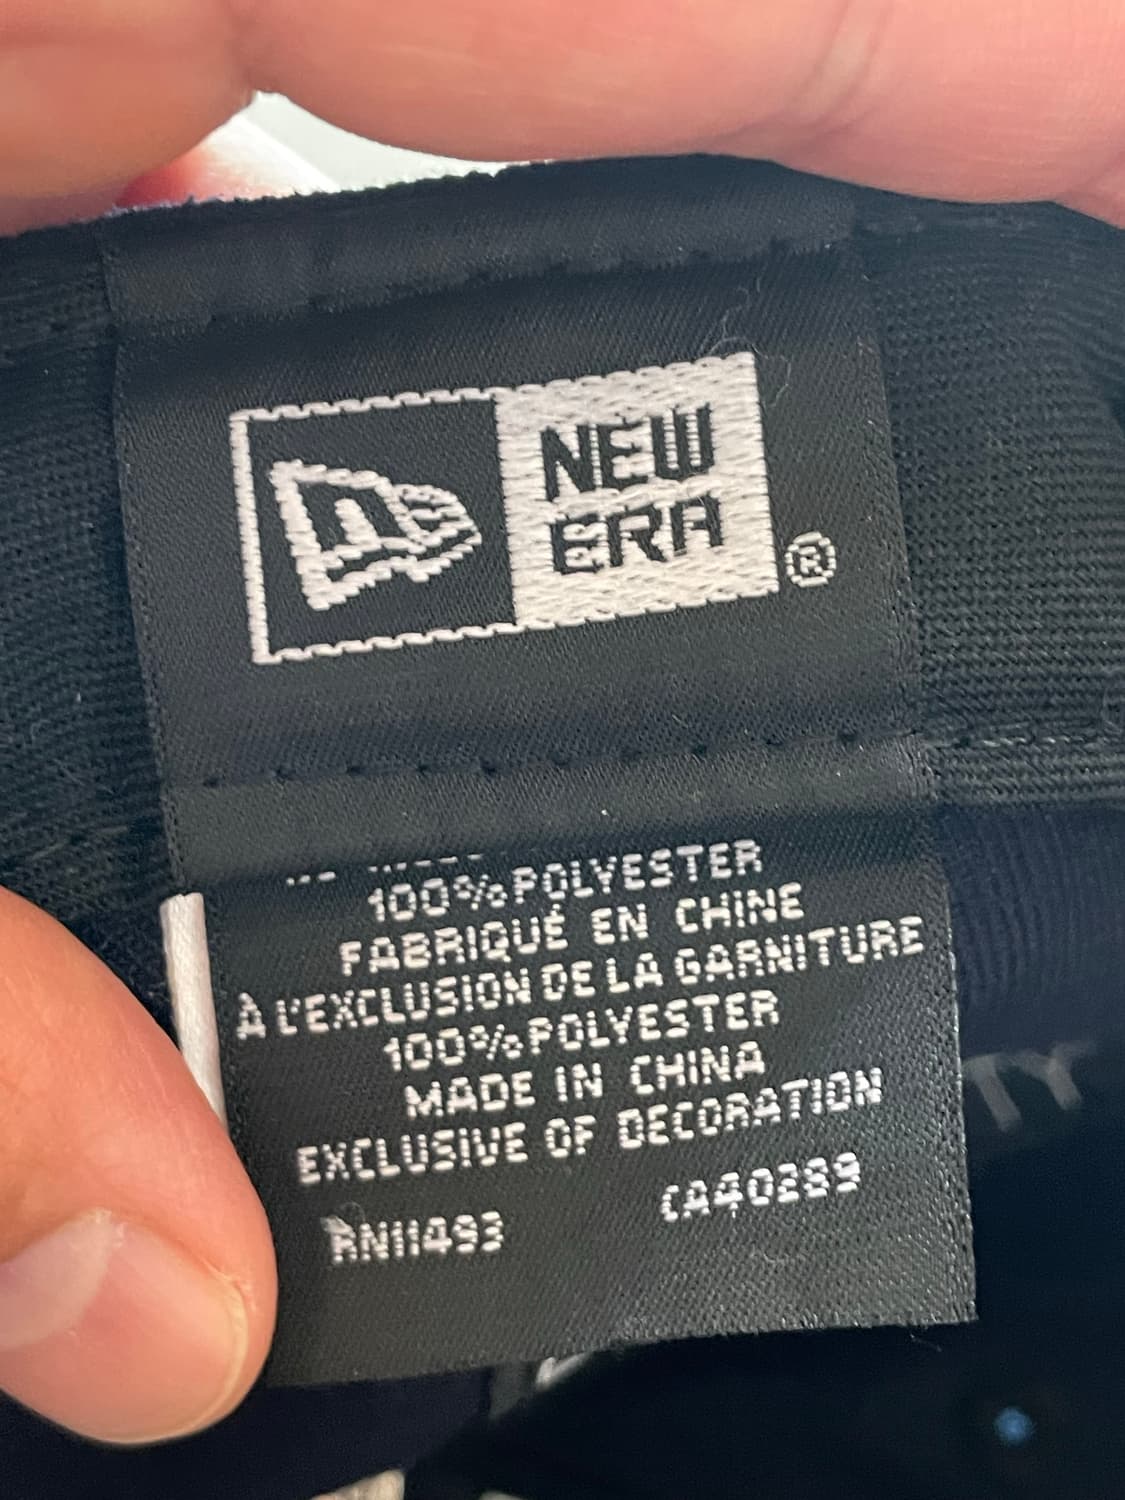 NEW
ERA
®
100%POLYESTER
FABRIQUÉ EN CHINE
À L'EXCLUSION DE LA GARNITURE
100%POLYESTER
MADE IN CHINA
EXCLUSIVE OF DECORATION
CA40289
RN11493
TY